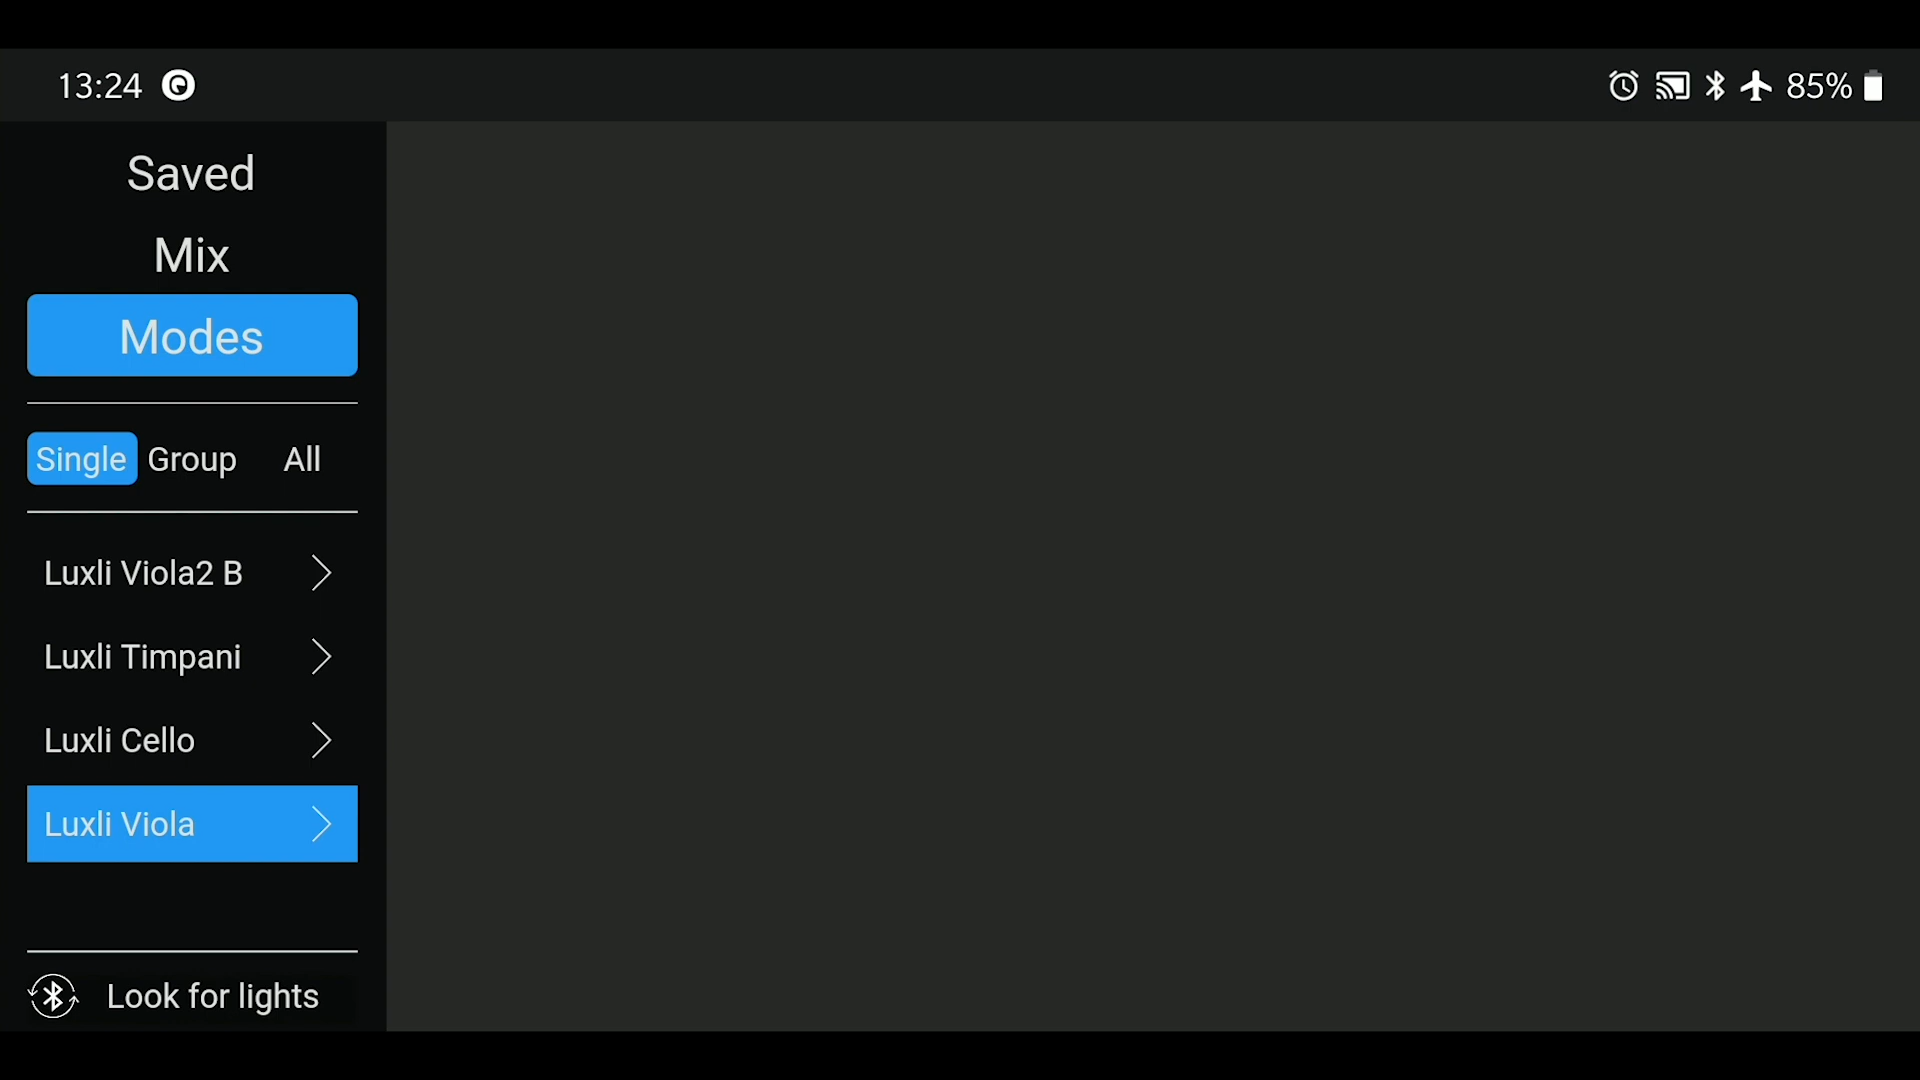 13:24
85%
Saved
Mix
Modes
Single Group All
Luxli Viola2 B
Luxli Timpani
Luxli Cello
Luxli Viola
Look for lights